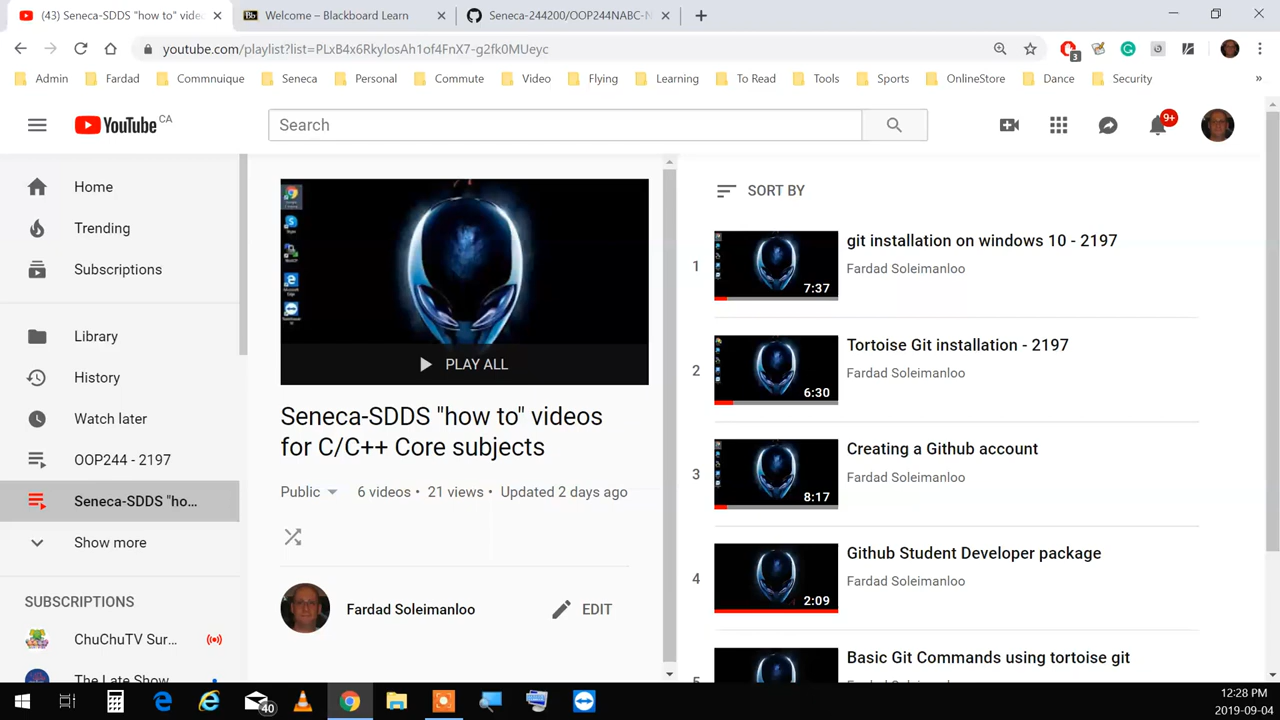 (43) Seneca-SDDS "how to" videos
Welcome – Blackboard Learn
Seneca-244200/OOP244NABC-N
youtube.com/playlist?list=PLxB4x6RkylosAh1of4FnX7-g2fk0MUeyc
3
Admin
Fardad
Commnuique
Seneca
Personal
Commute
Video
Flying
Learning
To Read
Tools
Sports
OnlineStore
Dance
Security
»
YouTube CA
Search
9+
Home
Trending
Subscriptions
Library
History
Watch later
OOP244 - 2197
Seneca-SDDS "ho...
Show more
SUBSCRIPTIONS
ChuChuTV Sur...
The Late Show
PLAY ALL
Seneca-SDDS "how to" videos
for C/C++ Core subjects
Public
6 videos • 21 views • Updated 2 days ago
Fardad Soleimanloo
EDIT
SORT BY
1
7:37
git installation on windows 10 - 2197
Fardad Soleimanloo
2
6:30
Tortoise Git installation - 2197
Fardad Soleimanloo
3
8:17
Creating a Github account
Fardad Soleimanloo
4
2:09
Github Student Developer package
Fardad Soleimanloo
Basic Git Commands using tortoise git
40
12:28 PM
2019-09-04